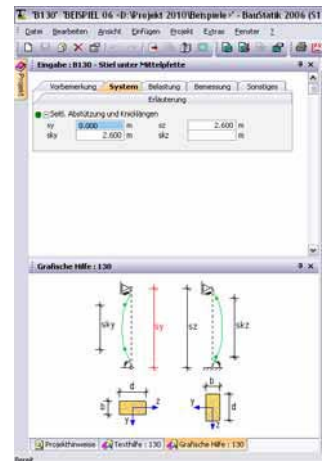 'B130' 'BEISPIEL 06 - D:\Projekt 2010\Beispiele\' - BauStatik 2006 (S1
Datei Bearbeiten Ansicht Einfügen Projekt Extras Fenster ?
Eingabe : B130 - Stiel unter Mittelpfette
Projekt
Vorbemerkung System Belastung Bemessung Sonstiges
Erläuterung
Seitl. Abstützung und Knicklängen
sy 0.000 m sz 2.600 m
sky 2.600 m skz m
Grafische Hilfe : 130
sky sy sz skz
d b
z y d
y z
Projekthinweise Texthilfe : 130 Grafische Hilfe : 130
Bereit